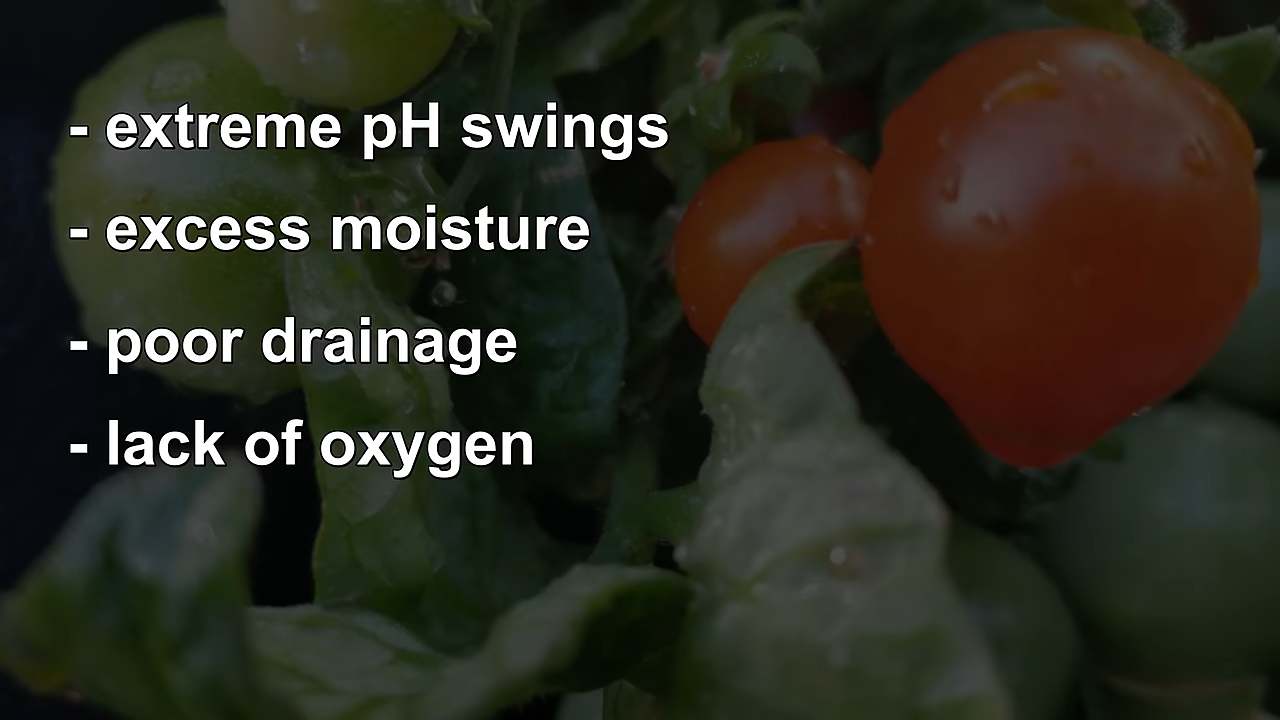 - extreme pH swings
- excess moisture
- poor drainage
- lack of oxygen